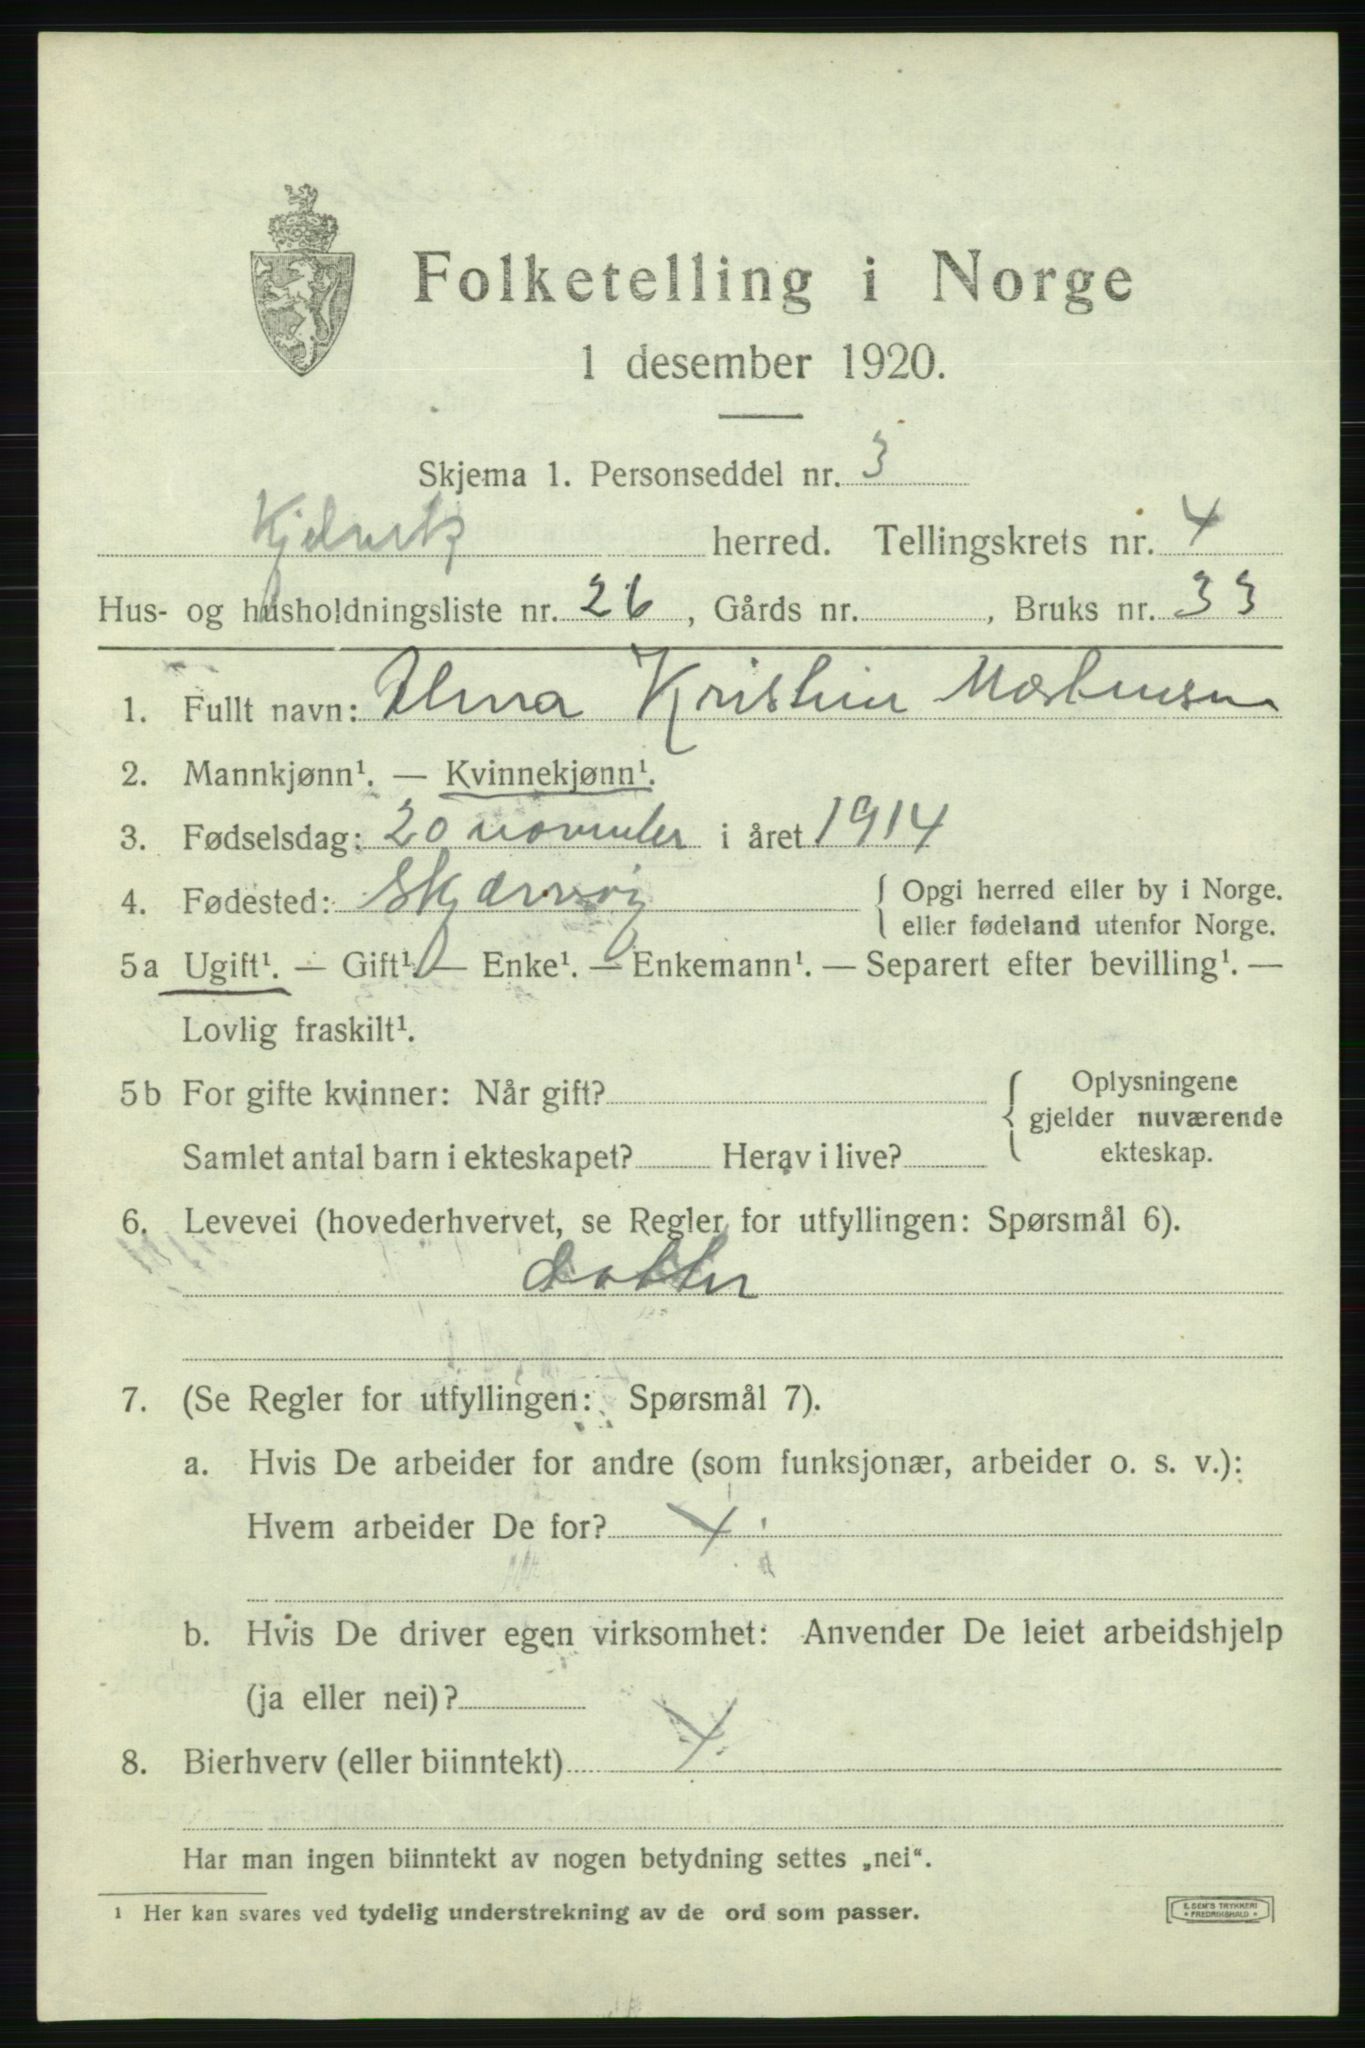 Folketelling i Norge
1 desember 1920.
Skjema 1. Personseddel nr. 3
Kjelvik herred. Tellingskrets nr. 4
Hus- og husholdningsliste nr. 26, Gårds nr. , Bruks nr. 33
1. Fullt navn: Alma Kristin
2. Mannkjønn¹. — Kvinnekjønn¹.
3. Fødselsdag: 20 november i året 1914
4. Fødested: Skjærvøy { Opgi herred eller by i Norge.
eller fødeland utenfor Norge.
5a Ugift¹. — Gift¹. — Enke¹. — Enkemann¹. — Separert efter bevilling¹. —
Lovlig fraskilt¹.
5b For gifte kvinner: Når gift? { Oplysningene
gjelder nuværende
Samlet antal barn i ekteskapet? Herav i live? ekteskap.
6. Levevei (hovederhvervet, se Regler for utfyllingen: Spørsmål 6).
datter
7. (Se Regler for utfyllingen: Spørsmål 7).
a. Hvis De arbeider for andre (som funksjonær, arbeider o. s. v.):
Hvem arbeider De for? X
b. Hvis De driver egen virksomhet: Anvender De leiet arbeidshjelp
(ja eller nei)?
8. Bierhverv (eller biinntekt) X
Har man ingen biinntekt av nogen betydning settes „nei“.
¹ Her kan svares ved tydelig understrekning av de ord som passer.
E. SEM'S TRYKKERI
• FREDRIKSHALD •